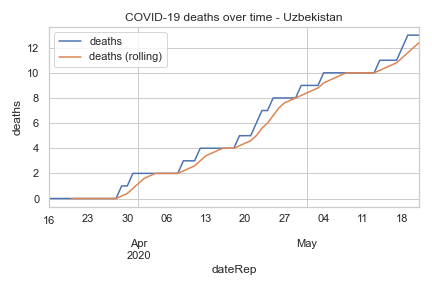 COVID-19 deaths over time - Uzbekistan
deaths
deaths (rolling)
deaths
12
10
8
6
4
2
0
16 23 30 06 13 20 27 04 11 18
Apr May
2020
dateRep